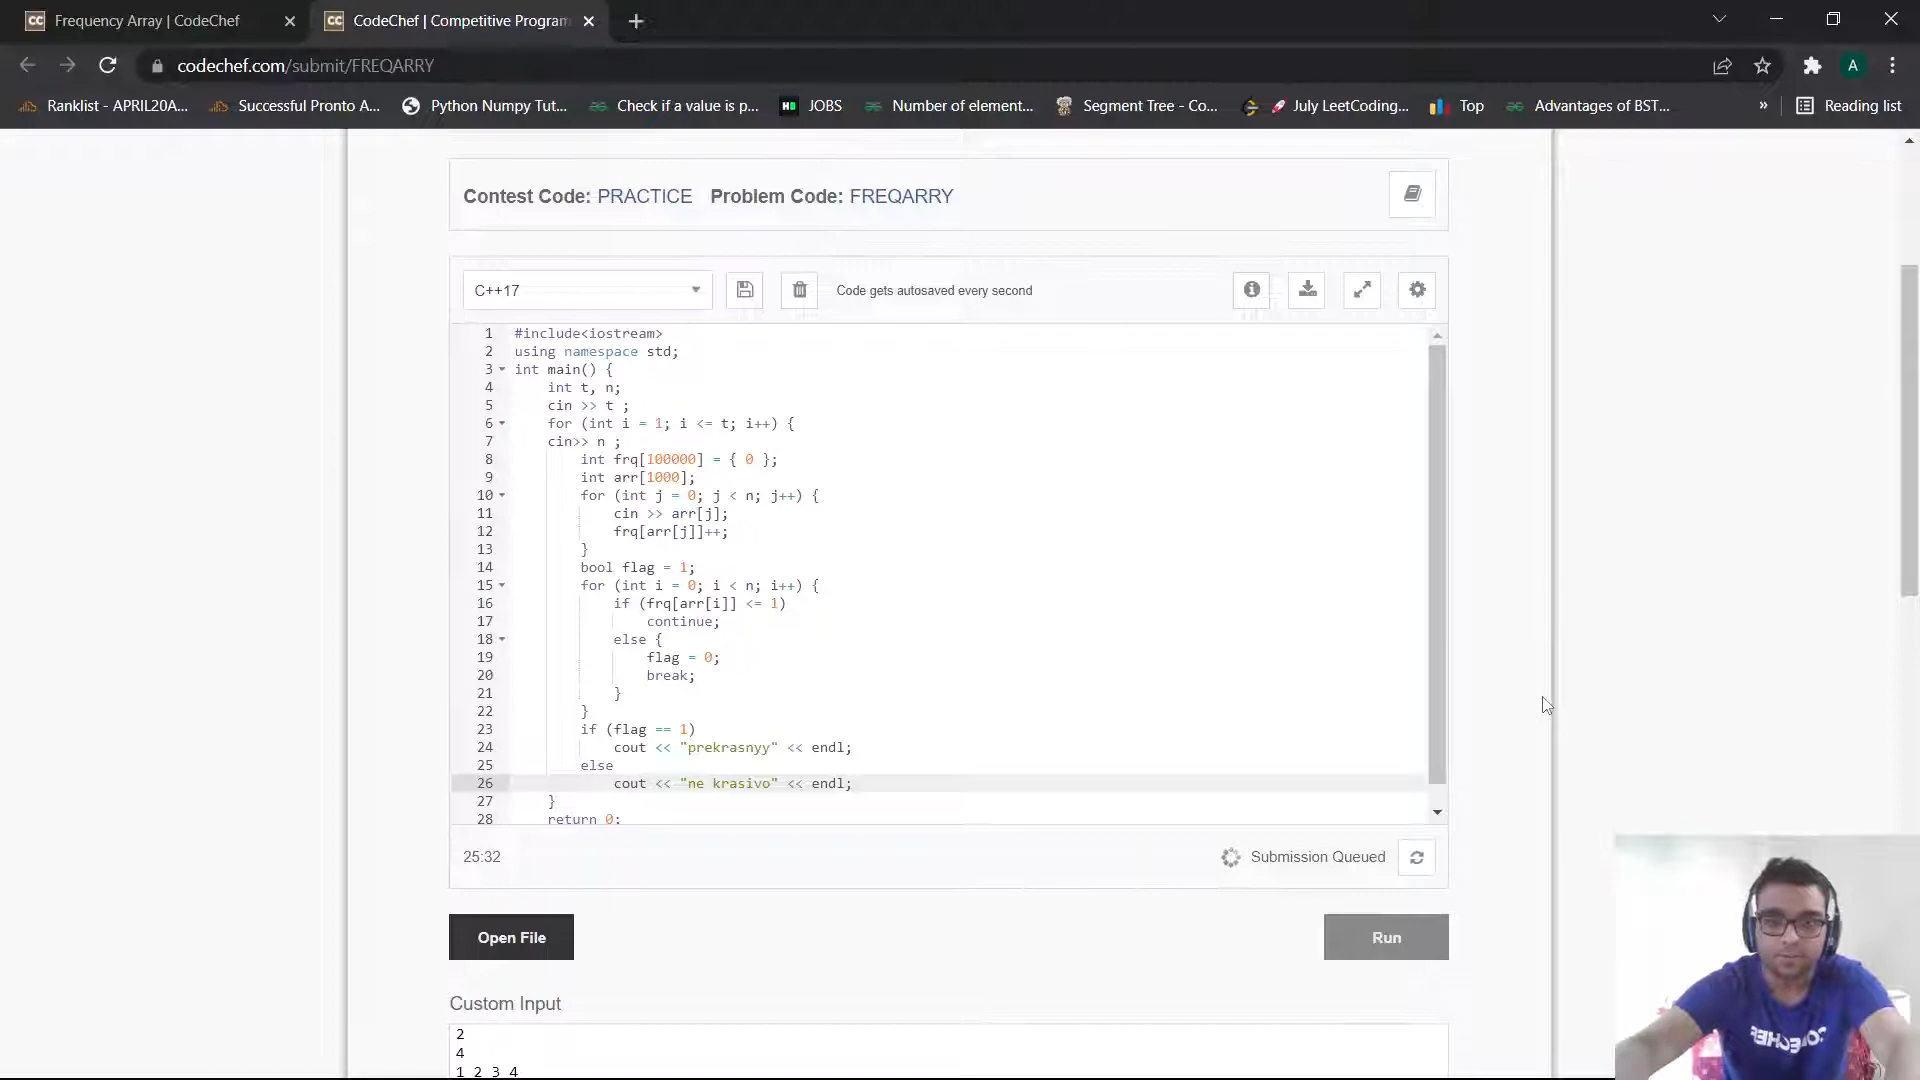 Frequency Array | CodeChef
CodeChef | Competitive Program
codechef.com/submit/FREQARRY
A
Ranklist - APRIL20A...
Successful Pronto A...
Python Numpy Tut...
Check if a value is p...
JOBS
Number of element...
Segment Tree - Co...
July LeetCoding...
Top
Advantages of BST...
»
Reading list
Contest Code: PRACTICE Problem Code: FREQARRY
C++17
Code gets autosaved every second
1 #include<iostream>
2 using namespace std;
3 int main() {
4 int t, n;
5 cin >> t ;
6 for (int i = 1; i <= t; i++) {
7 cin>> n ;
8 int frq[100000] = { 0 };
9 int arr[1000];
10 for (int j = 0; j < n; j++) {
11 cin >> arr[j];
12 frq[arr[j]]++;
13 }
14 bool flag = 1;
15 for (int i = 0; i < n; i++) {
16 if (frq[arr[i]] <= 1)
17 continue;
18 else {
19 flag = 0;
20 break;
21 }
22 }
23 if (flag == 1)
24 cout << "prekrasnyy" << endl;
25 else
26 cout << "ne krasivo" << endl;
27 }
28 return 0;
25:32
Submission Queued
Open File
Run
Custom Input
2
4
1 2 3 4